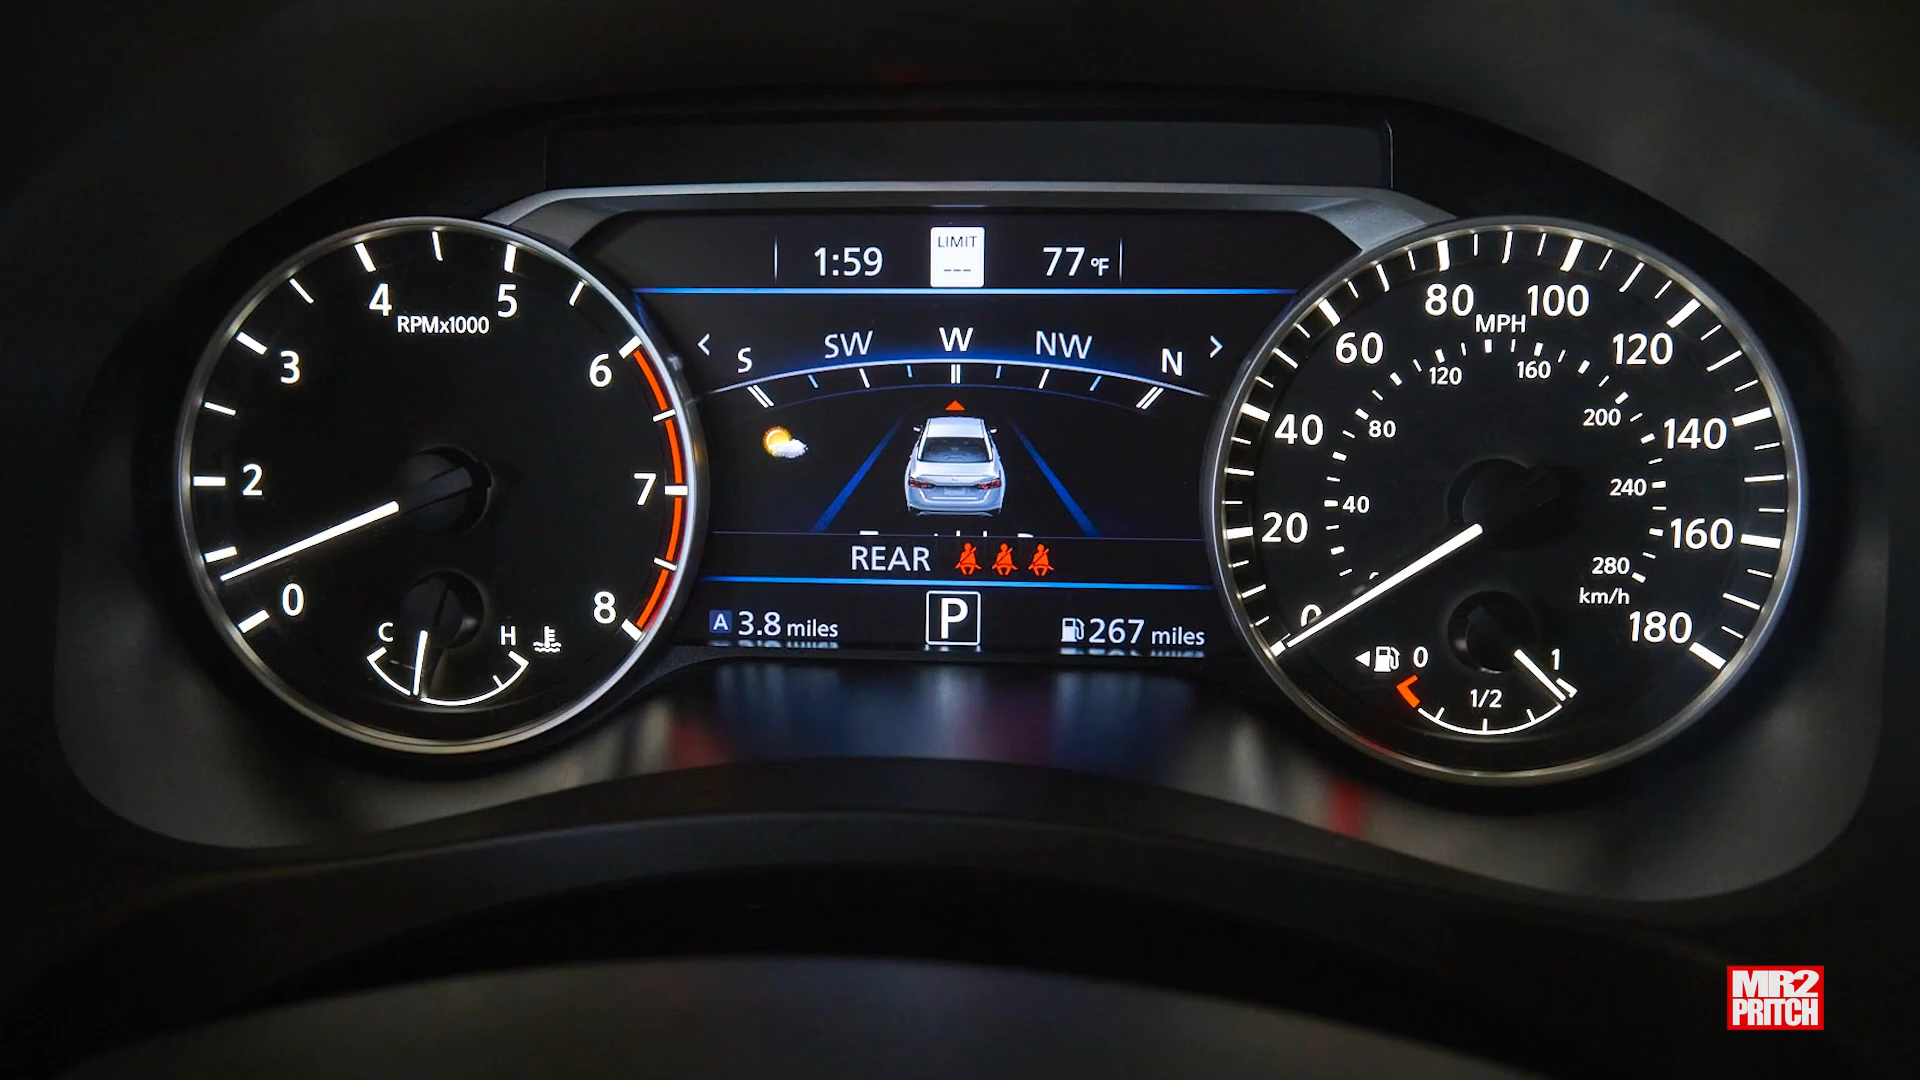 1:59
LIMIT
---
77 °F
< S SW W NW N >
REAR
A 3.8 miles
P
267 miles
0
2
3
4
5
6
7
8
RPMx1000
C H
0
20
40
60
80
100
120
140
160
180
MPH
40
80
120
160
200
240
280
km/h
0 1/2 1
MR2
PRITCH